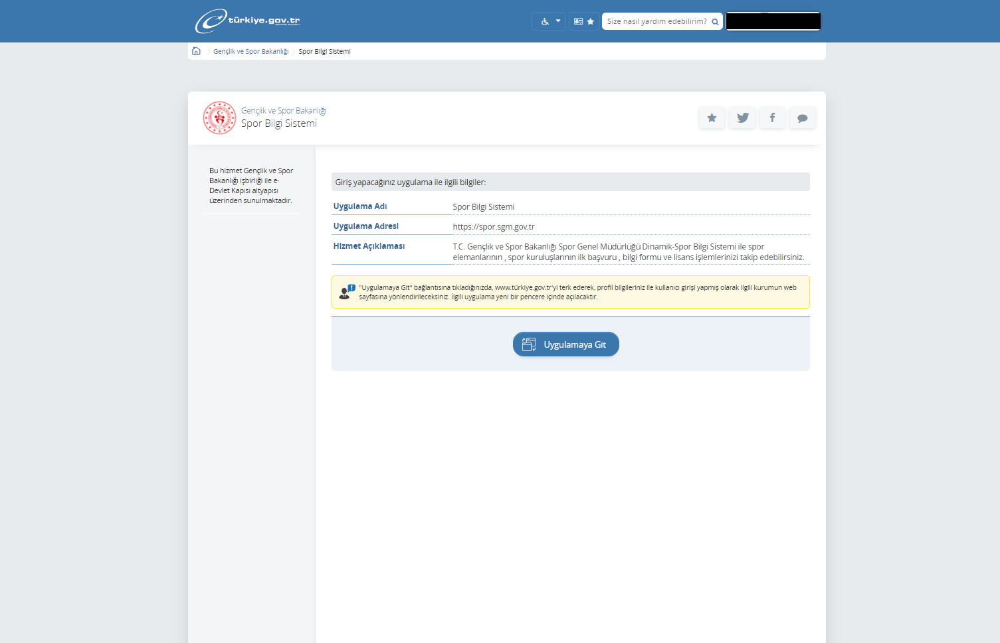 türkiye.gov.tr
Size nasıl yardım edebilirim?
Gençlik ve Spor Bakanlığı
Spor Bilgi Sistemi
Gençlik ve Spor Bakanlığı
Spor Bilgi Sistemi
Bu hizmet Gençlik ve Spor
Bakanlığı işbirliği ile e-
Devlet Kapısı altyapısı
üzerinden sunulmaktadır.
Giriş yapacağınız uygulama ile ilgili bilgiler:
Uygulama Adı
Spor Bilgi Sistemi
Uygulama Adresi
https://spor.sgm.gov.tr
Hizmet Açıklaması
T.C. Gençlik ve Spor Bakanlığı Spor Genel Müdürlüğü Dinamik-Spor Bilgi Sistemi ile spor
elemanlarının , spor kuruluşlarının ilk başvuru , bilgi formu ve lisans işlemlerinizi takip edebilirsiniz.
"Uygulamaya Git" bağlantısına tıkladığınızda, www.türkiye.gov.tr'yi terk ederek, profil bilgileriniz ile kullanıcı girişi yapmış olarak ilgili kurumun web
sayfasına yönlendirileceksiniz. İlgili uygulama yeni bir pencere içinde açılacaktır.
Uygulamaya Git